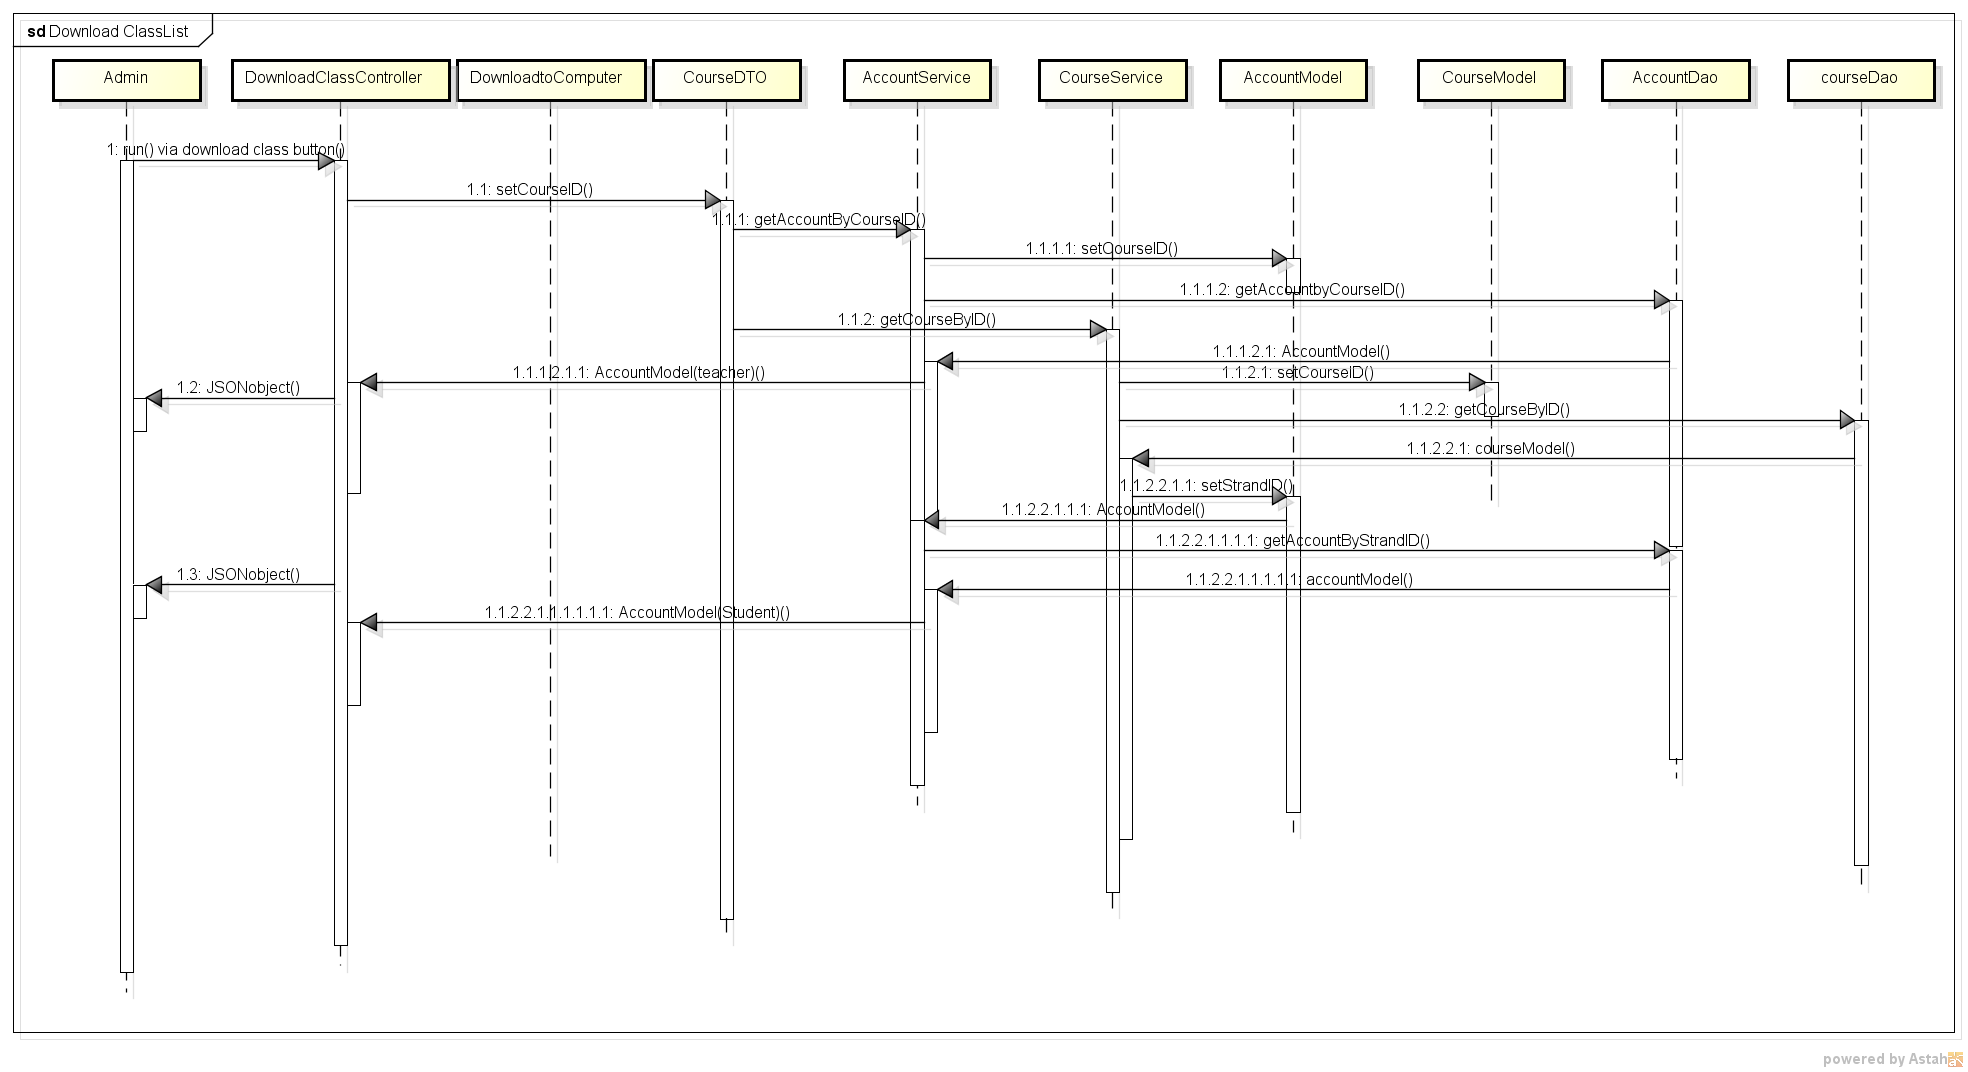 sd Download ClassList
Admin
DownloadClassController
DownloadtoComputer
CourseDTO
AccountService
CourseService
AccountModel
CourseModel
AccountDao
courseDao
1: run() via download class button()
1.1: setCourseID()
1.1.1: getAccountByCourseID()
1.1.1.1: setCourseID()
1.1.1.2: getAccountbyCourseID()
1.1.2: getCourseByID()
1.1.1.2.1: AccountModel()
1.1.1.2.1.1: AccountModel(teacher)()
1.1.2.1: setCourseID()
1.2: JSONobject()
1.1.2.2: getCourseByID()
1.1.2.2.1: courseModel()
1.1.2.2.1.1: setStrandID()
1.1.2.2.1.1.1: AccountModel()
1.1.2.2.1.1.1.1: getAccountByStrandID()
1.3: JSONobject()
1.1.2.2.1.1.1.1.1: accountModel()
1.1.2.2.1.1.1.1.1.1: AccountModel(Student)()
powered by Astah